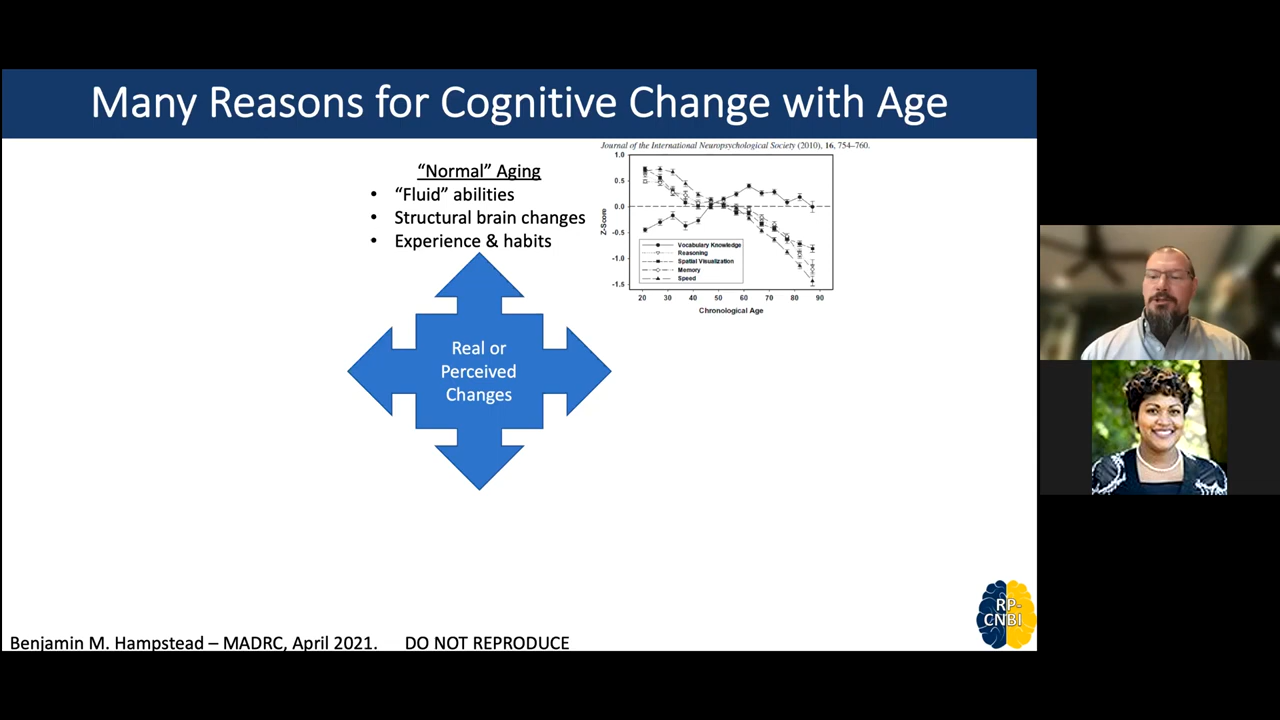 Many Reasons for Cognitive Change with Age
Journal of the International Neuropsychological Society (2010), 16, 754–760.
“Normal” Aging
• “Fluid” abilities
• Structural brain changes
• Experience & habits
1.0
0.5
0.0
-0.5
-1.0
-1.5
Z-Score
Vocabulary Knowledge
Reasoning
Spatial Visualization
Memory
Speed
20 30 40 50 60 70 80 90
Chronological Age
Real or
Perceived
Changes
RP-
CNBI
Benjamin M. Hampstead – MADRC, April 2021. DO NOT REPRODUCE